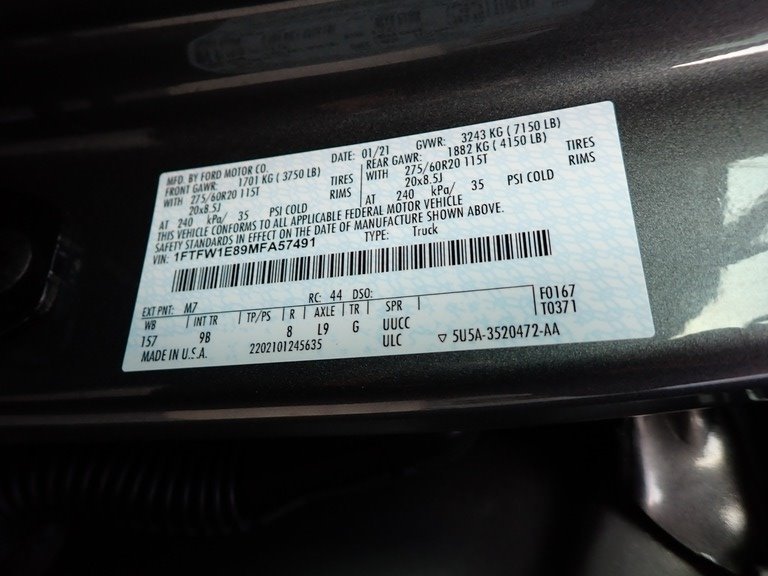 MFD. BY FORD MOTOR CO. DATE: 01/21 GVWR: 3243 KG ( 7150 LB)
FRONT GAWR: 1701 KG ( 3750 LB) REAR GAWR: 1882 KG ( 4150 LB)
WITH 275/60R20 115T TIRES WITH 275/60R20 115T TIRES
20x8.5J RIMS 20x8.5J RIMS
AT 240 kPa/ 35 PSI COLD AT 240 kPa/ 35 PSI COLD
THIS VEHICLE CONFORMS TO ALL APPLICABLE FEDERAL MOTOR VEHICLE
SAFETY STANDARDS IN EFFECT ON THE DATE OF MANUFACTURE SHOWN ABOVE.
VIN: 1FTFW1E89MFA57491 TYPE: Truck
EXT PNT: M7 RC: 44 DSO: F0167
WB INT TR TP/PS R AXLE TR SPR T0371
157 9B 8 L9 G UUCC
MADE IN U.S.A. 2202101245635 ULC ▽ 5U5A-3520472-AA